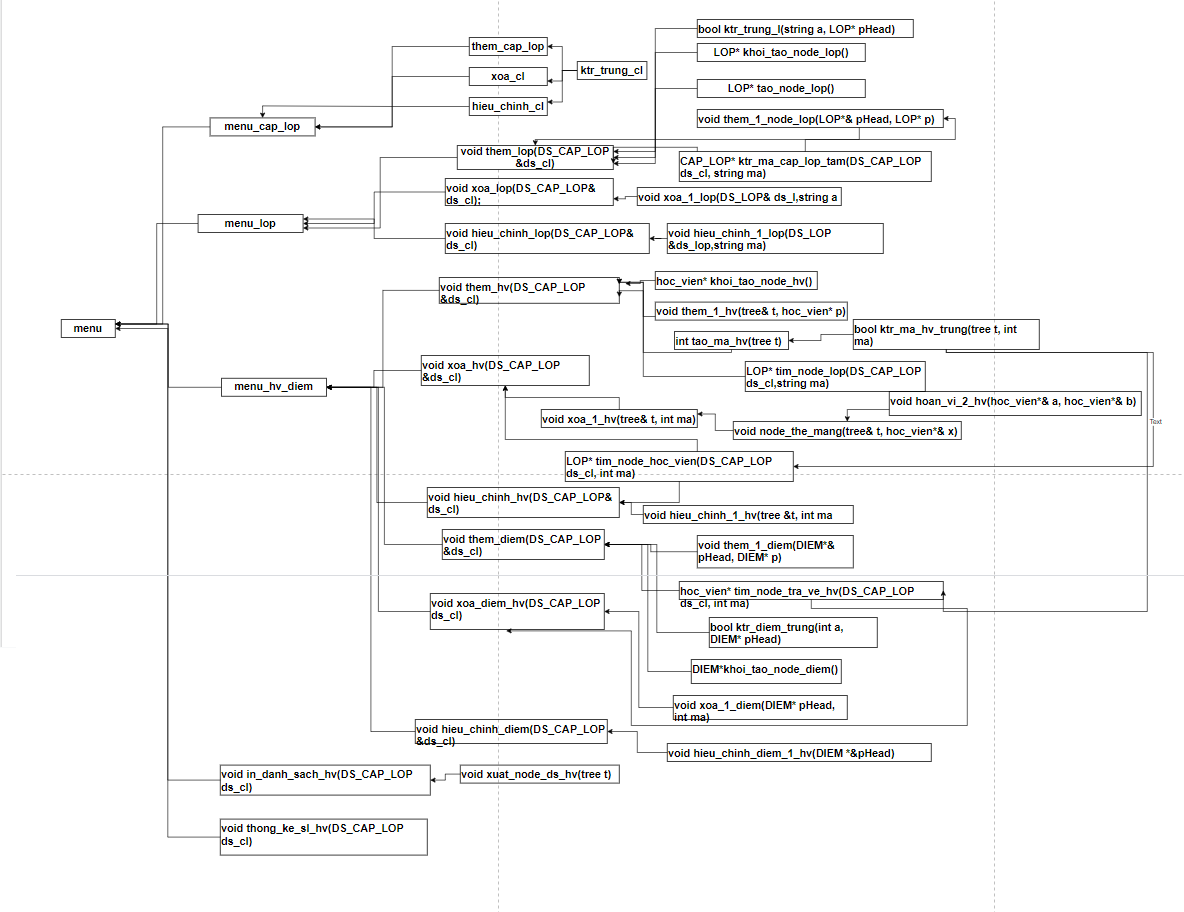 bool ktr_trung_l(string a, LOP* pHead)
them_cap_lop
LOP* khoi_tao_node_lop()
ktr_trung_cl
xoa_cl
LOP* tao_node_lop()
hieu_chinh_cl
void them_1_node_lop(LOP*& pHead, LOP* p)
menu_cap_lop
void them_lop(DS_CAP_LOP
&ds_cl)
CAP_LOP* ktr_ma_cap_lop_tam(DS_CAP_LOP
ds_cl, string ma)
void xoa_lop(DS_CAP_LOP&
ds_cl);
void xoa_1_lop(DS_LOP& ds_l,string a
menu_lop
void hieu_chinh_lop(DS_CAP_LOP&
ds_cl)
void hieu_chinh_1_lop(DS_LOP
&ds_lop,string ma)
void them_hv(DS_CAP_LOP
&ds_cl)
hoc_vien* khoi_tao_node_hv()
void them_1_hv(tree& t, hoc_vien* p)
menu
int tao_ma_hv(tree t)
bool ktr_ma_hv_trung(tree t, int
ma)
void xoa_hv(DS_CAP_LOP
&ds_cl)
LOP* tim_node_lop(DS_CAP_LOP
ds_cl,string ma)
menu_hv_diem
void hoan_vi_2_hv(hoc_vien*& a, hoc_vien*& b)
void xoa_1_hv(tree& t, int ma)
void node_the_mang(tree& t, hoc_vien*& x)
Text
LOP* tim_node_hoc_vien(DS_CAP_LOP
ds_cl, int ma)
void hieu_chinh_hv(DS_CAP_LOP&
ds_cl)
void hieu_chinh_1_hv(tree &t, int ma
void them_diem(DS_CAP_LOP
&ds_cl)
void them_1_diem(DIEM*&
pHead, DIEM* p)
hoc_vien* tim_node_tra_ve_hv(DS_CAP_LOP
ds_cl, int ma)
void xoa_diem_hv(DS_CAP_LOP
ds_cl)
bool ktr_diem_trung(int a,
DIEM* pHead)
DIEM*khoi_tao_node_diem()
void xoa_1_diem(DIEM* pHead,
int ma)
void hieu_chinh_diem(DS_CAP_LOP
&ds_cl)
void hieu_chinh_diem_1_hv(DIEM *&pHead)
void in_danh_sach_hv(DS_CAP_LOP
ds_cl)
void xuat_node_ds_hv(tree t)
void thong_ke_sl_hv(DS_CAP_LOP
ds_cl)